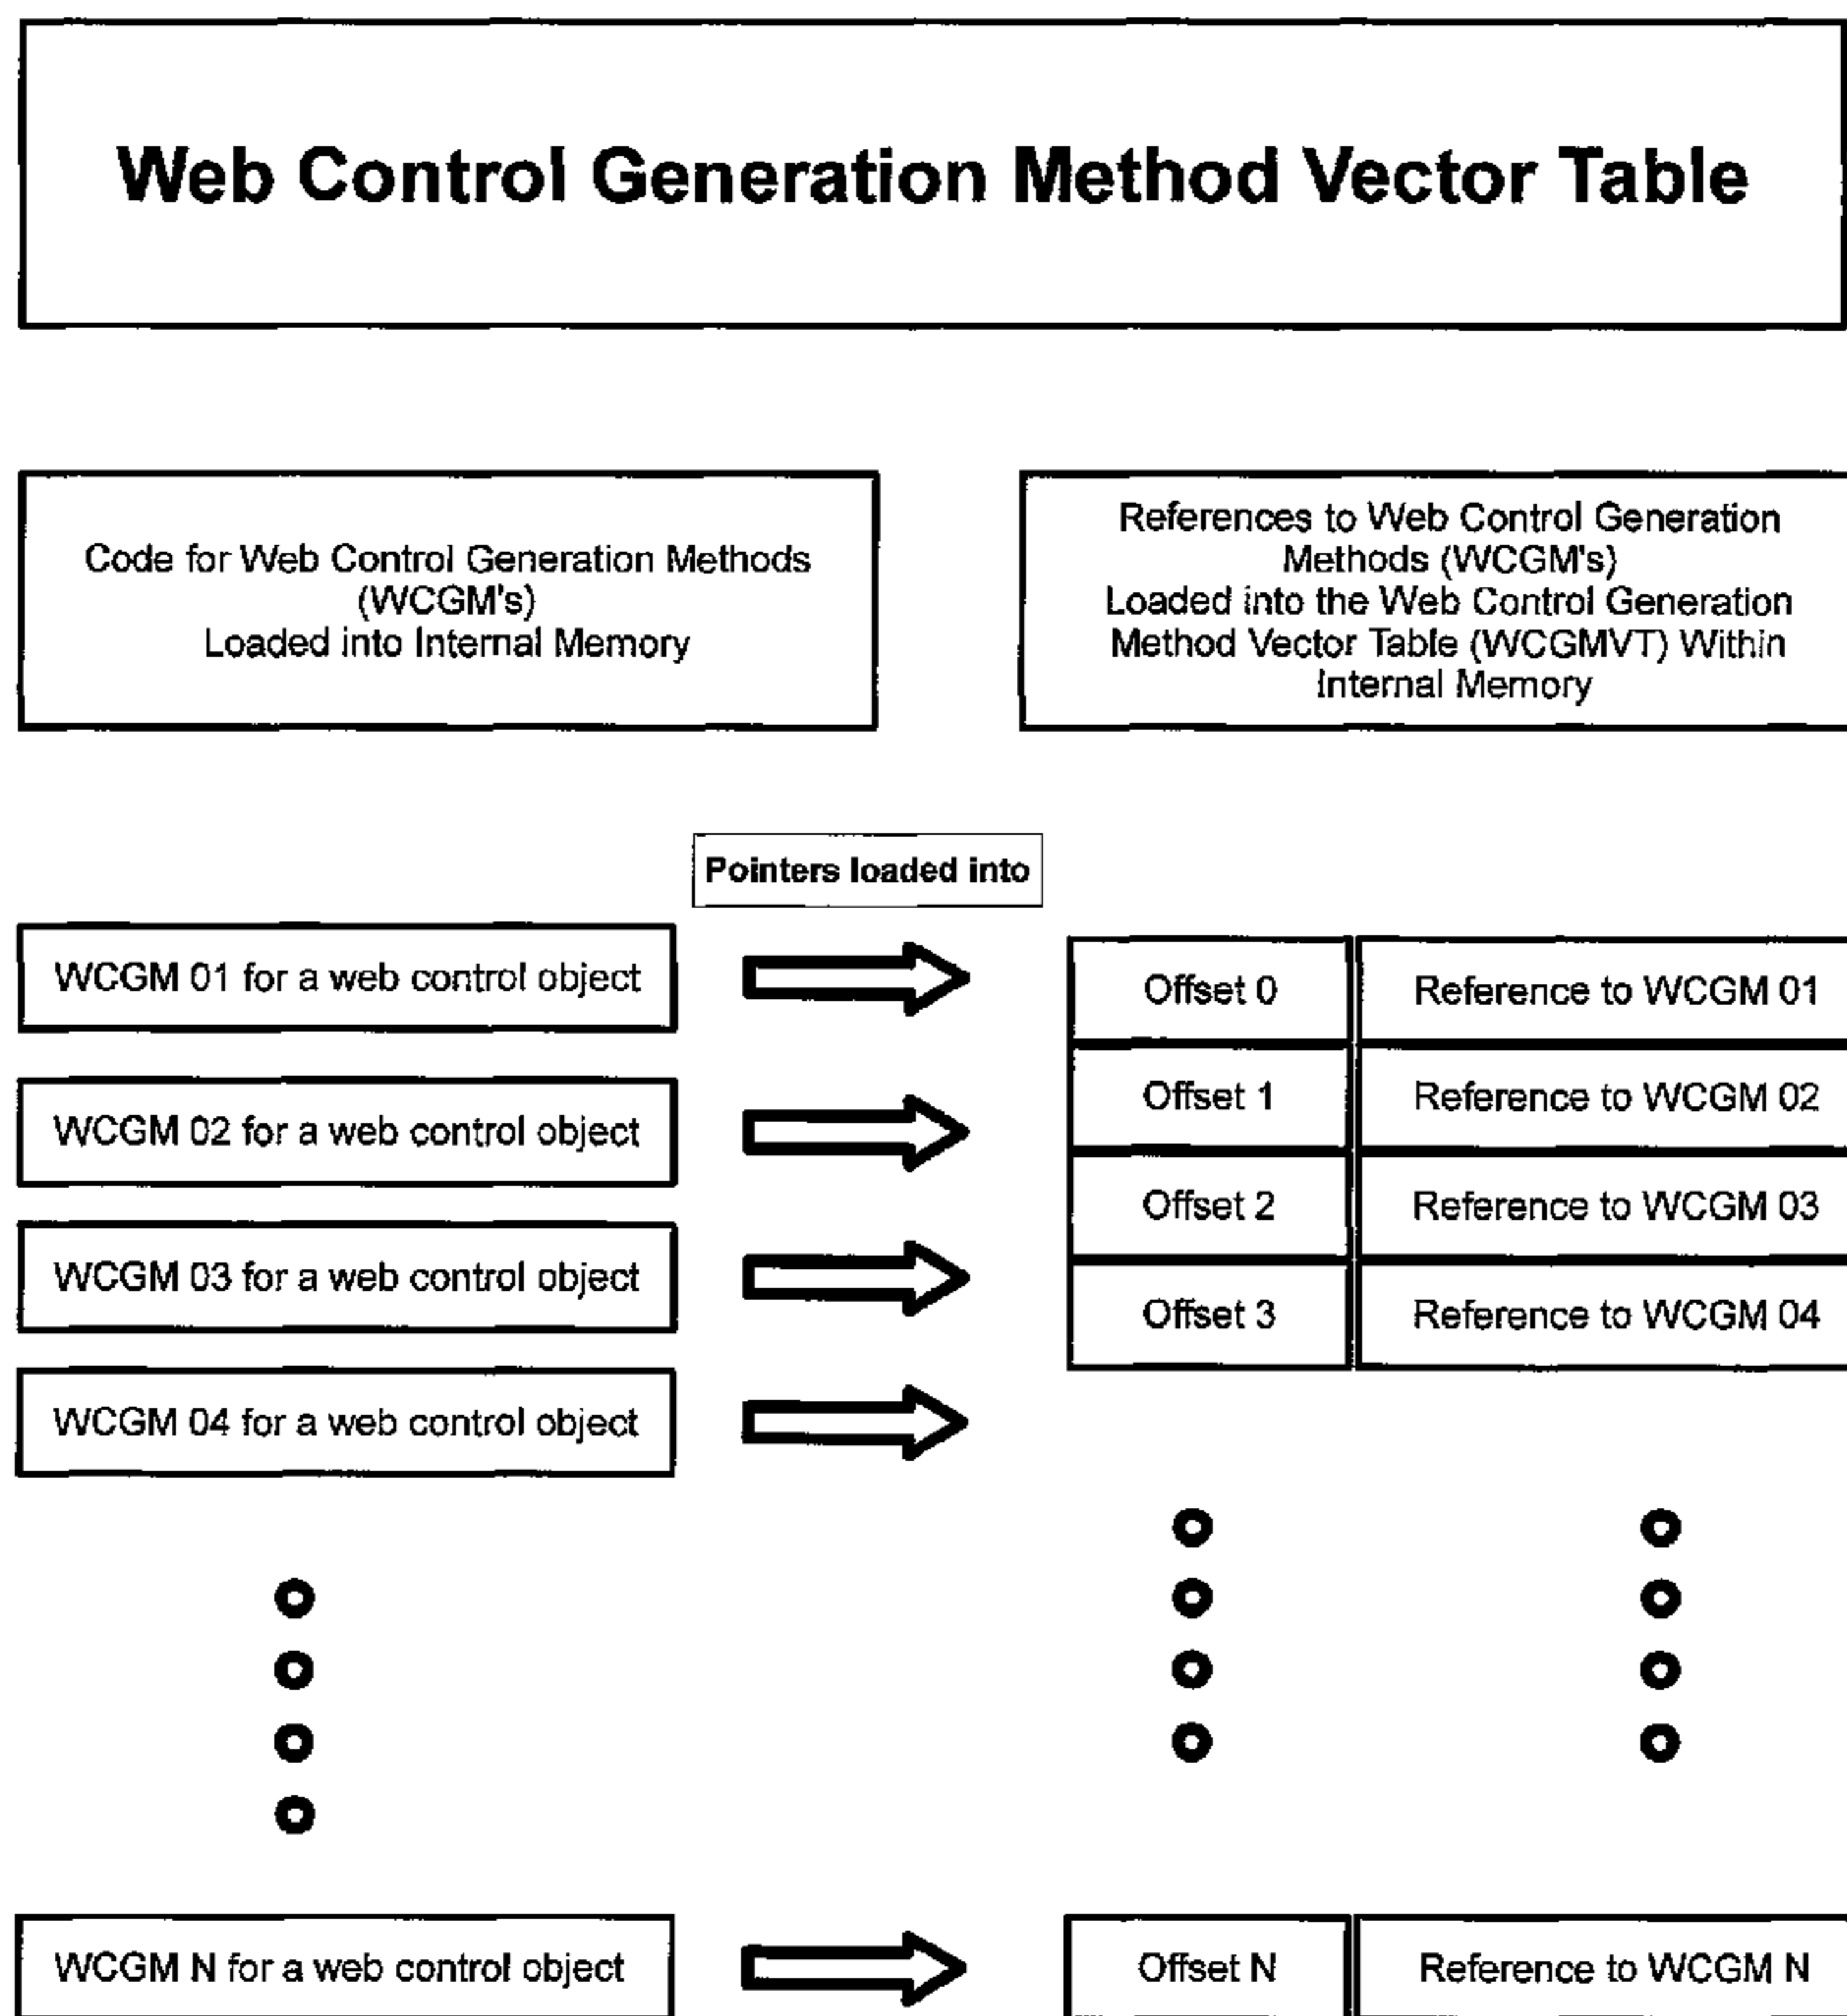 Web Control Generation Method Vector Table
Code for Web Control Generation Methods
(WCGM's)
Loaded into Internal Memory
References to Web Control Generation
Methods (WCGM's)
Loaded into the Web Control Generation
Method Vector Table (WCGMVT) Within
Internal Memory
Pointers loaded into
WCGM 01 for a web control object
Offset 0
Reference to WCGM 01
WCGM 02 for a web control object
Offset 1
Reference to WCGM 02
WCGM 03 for a web control object
Offset 2
Reference to WCGM 03
WCGM 04 for a web control object
Offset 3
Reference to WCGM 04
WCGM N for a web control object
Offset N
Reference to WCGM N